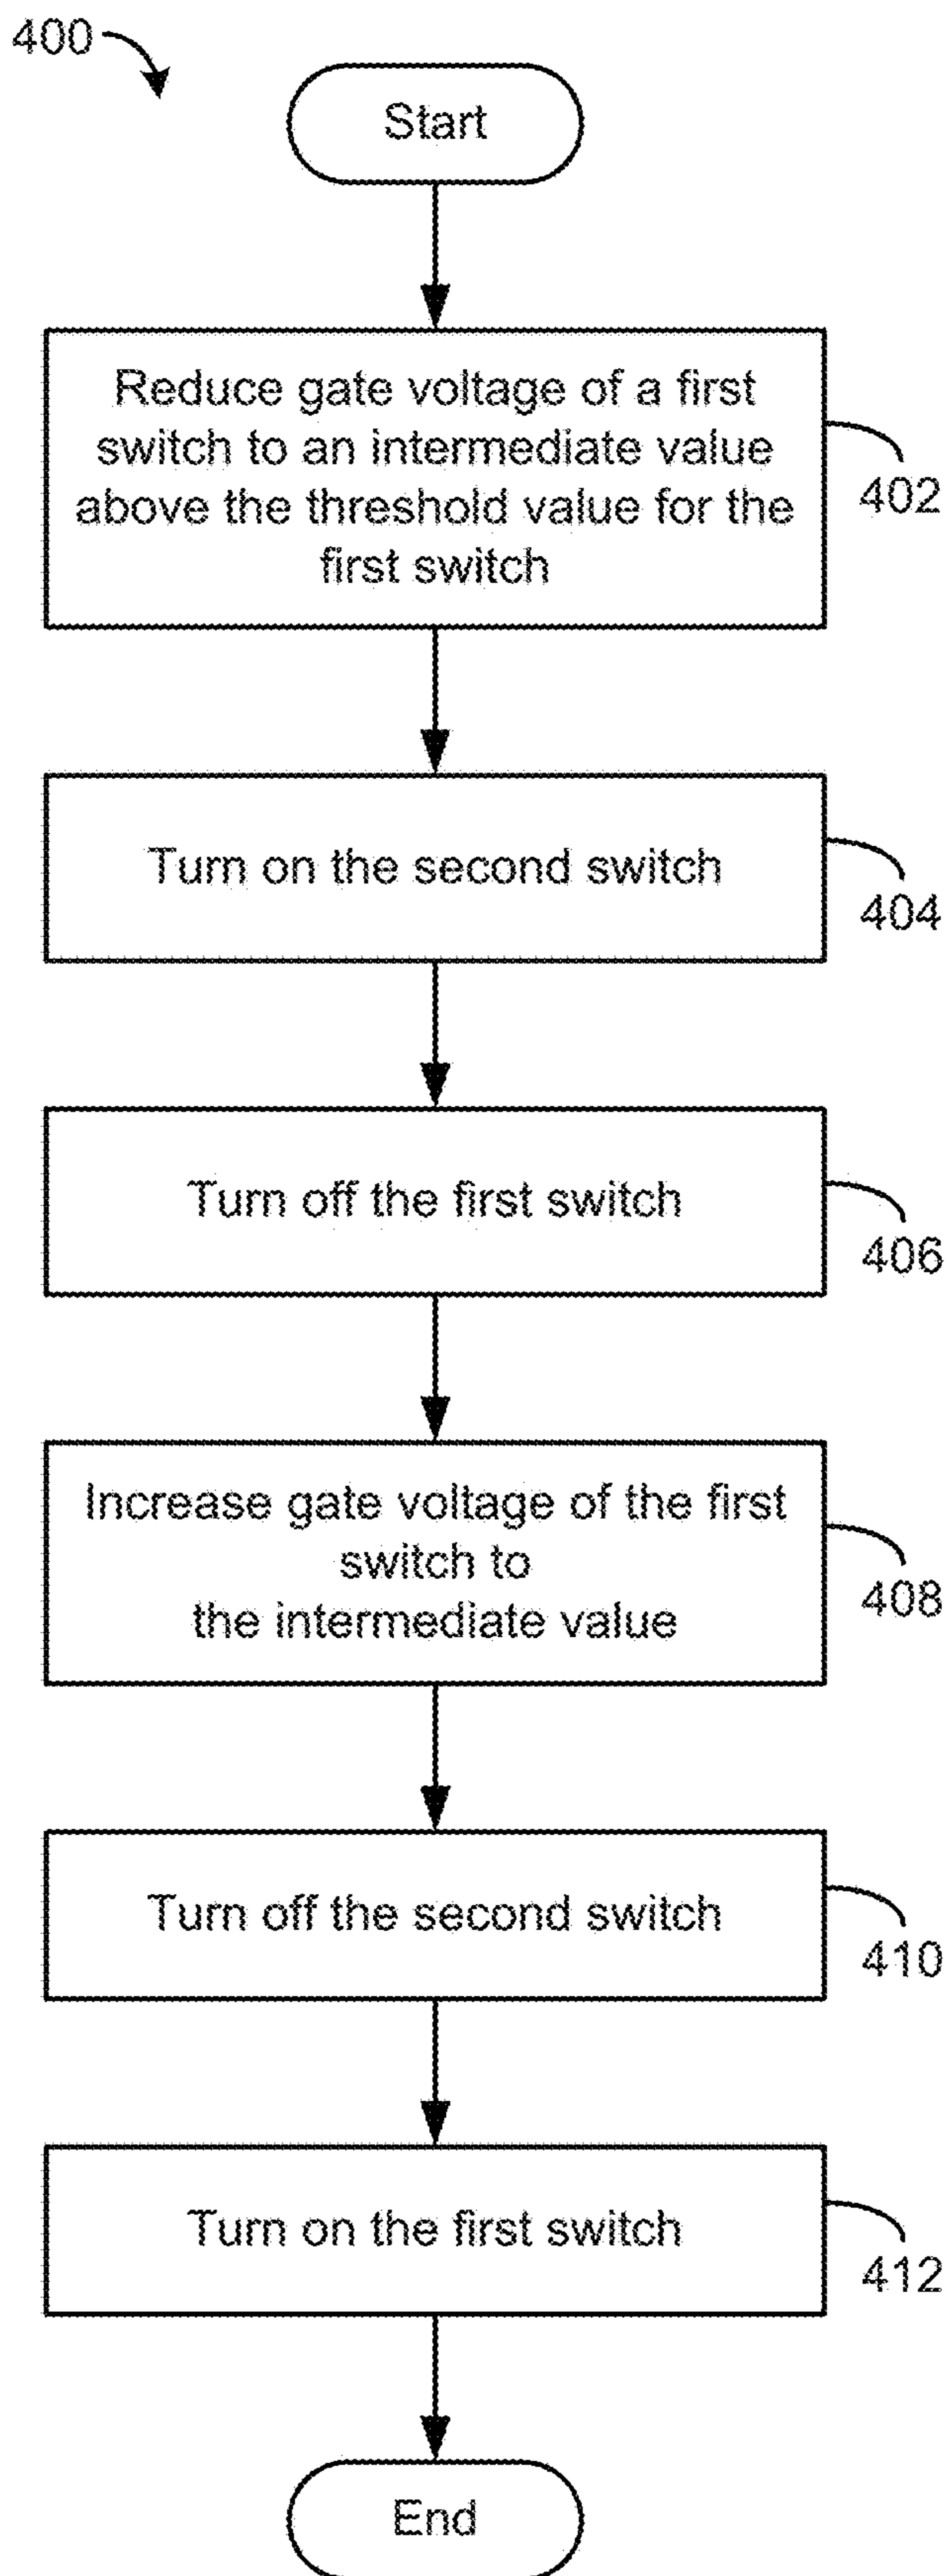 400
Start
Reduce gate voltage of a first
switch to an intermediate value
above the threshold value for the
first switch
402
Turn on the second switch
404
Turn off the first switch
406
Increase gate voltage of the first
switch to
the intermediate value
408
Turn off the second switch
410
Turn on the first switch
412
End